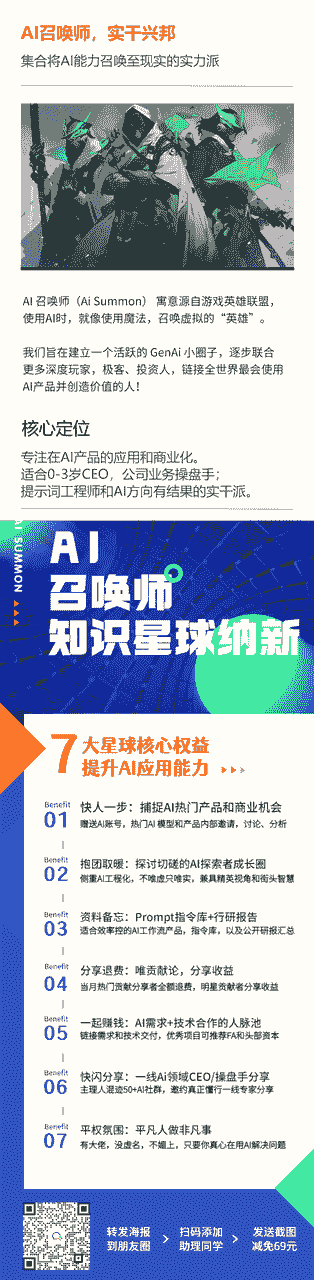 AI召唤师，实干兴邦
集合将AI能力召唤至现实的实力派
AI 召唤师（Ai Summon） 寓意源自游戏英雄联盟，
使用AI时，就像使用魔法，召唤虚拟的“英雄”。
我们旨在建立一个活跃的 GenAi 小圈子，逐步联合
更多深度玩家，极客、投资人，链接全世界最会使用
AI产品并创造价值的人！
核心定位
专注在AI产品的应用和商业化。
适合0-3岁CEO，公司业务操盘手；
提示词工程师和AI方向有结果的实干派。
AI SUMMON
AI
召唤师
知识星球纳新
7大星球核心权益
提升AI应用能力
Benefit
01
快人一步：捕捉AI热门产品和商业机会
赠送AI账号，热门AI 模型和产品内部邀请，讨论、分析
Benefit
02
抱团取暖：探讨切磋的AI探索者成长圈
侧重AI工程化，不唯虚只唯实，兼具精英视角和街头智慧
Benefit
03
资料备忘：Prompt指令库+行研报告
适合效率控的AI工作流产品，指令库，以及公开研报汇总
Benefit
04
分享退费：唯贡献论，分享收益
当月热门贡献分享者全额退费，明星贡献者分享收益
Benefit
05
一起赚钱：AI需求+技术合作的人脉池
链接需求和技术交付，优秀项目可推荐FA和头部资本
Benefit
06
快闪分享：一线Ai领域CEO/操盘手分享
主理人混迹50+AI社群，邀约真正懂行一线专家分享
Benefit
07
平权氛围：平凡人做非凡事
有大佬，没虚名，不媚上，只要你真心在用AI解决问题
转发海报
到朋友圈
扫码添加
助理同学
发送截图
减免69元